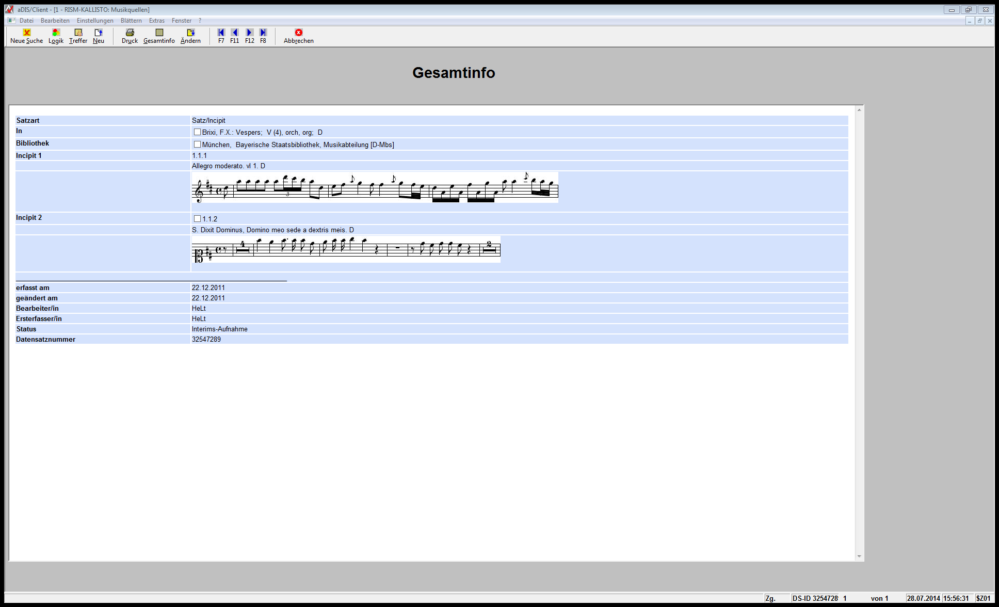 aDIS/Client - [1 - RISM-KALLISTO: Musikquellen]
Datei Bearbeiten Einstellungen Blättern Extras Fenster ?
Neue Suche Logik Treffer Neu Druck Gesamtinfo Ändern F7 F11 F12 F8 Abbrechen
Gesamtinfo
Satzart Satz/Incipit
In Brixi, F.X.: Vespers; V (4), orch, org; D
Bibliothek München, Bayerische Staatsbibliothek, Musikabteilung [D-Mbs]
Incipit 1 1.1.1
Allegro moderato. vl 1. D
3
Incipit 2 1.1.2
S. Dixit Dominus, Domino meo sede a dextris meis. D
4 2
erfasst am 22.12.2011
geändert am 22.12.2011
Bearbeiter/in HeLt
Ersterfasser/in HeLt
Status Interims-Aufnahme
Datensatznummer 32547289
Zg. DS-ID 3254728 1 von 1 28.07.2014 15:56:31 $Z01